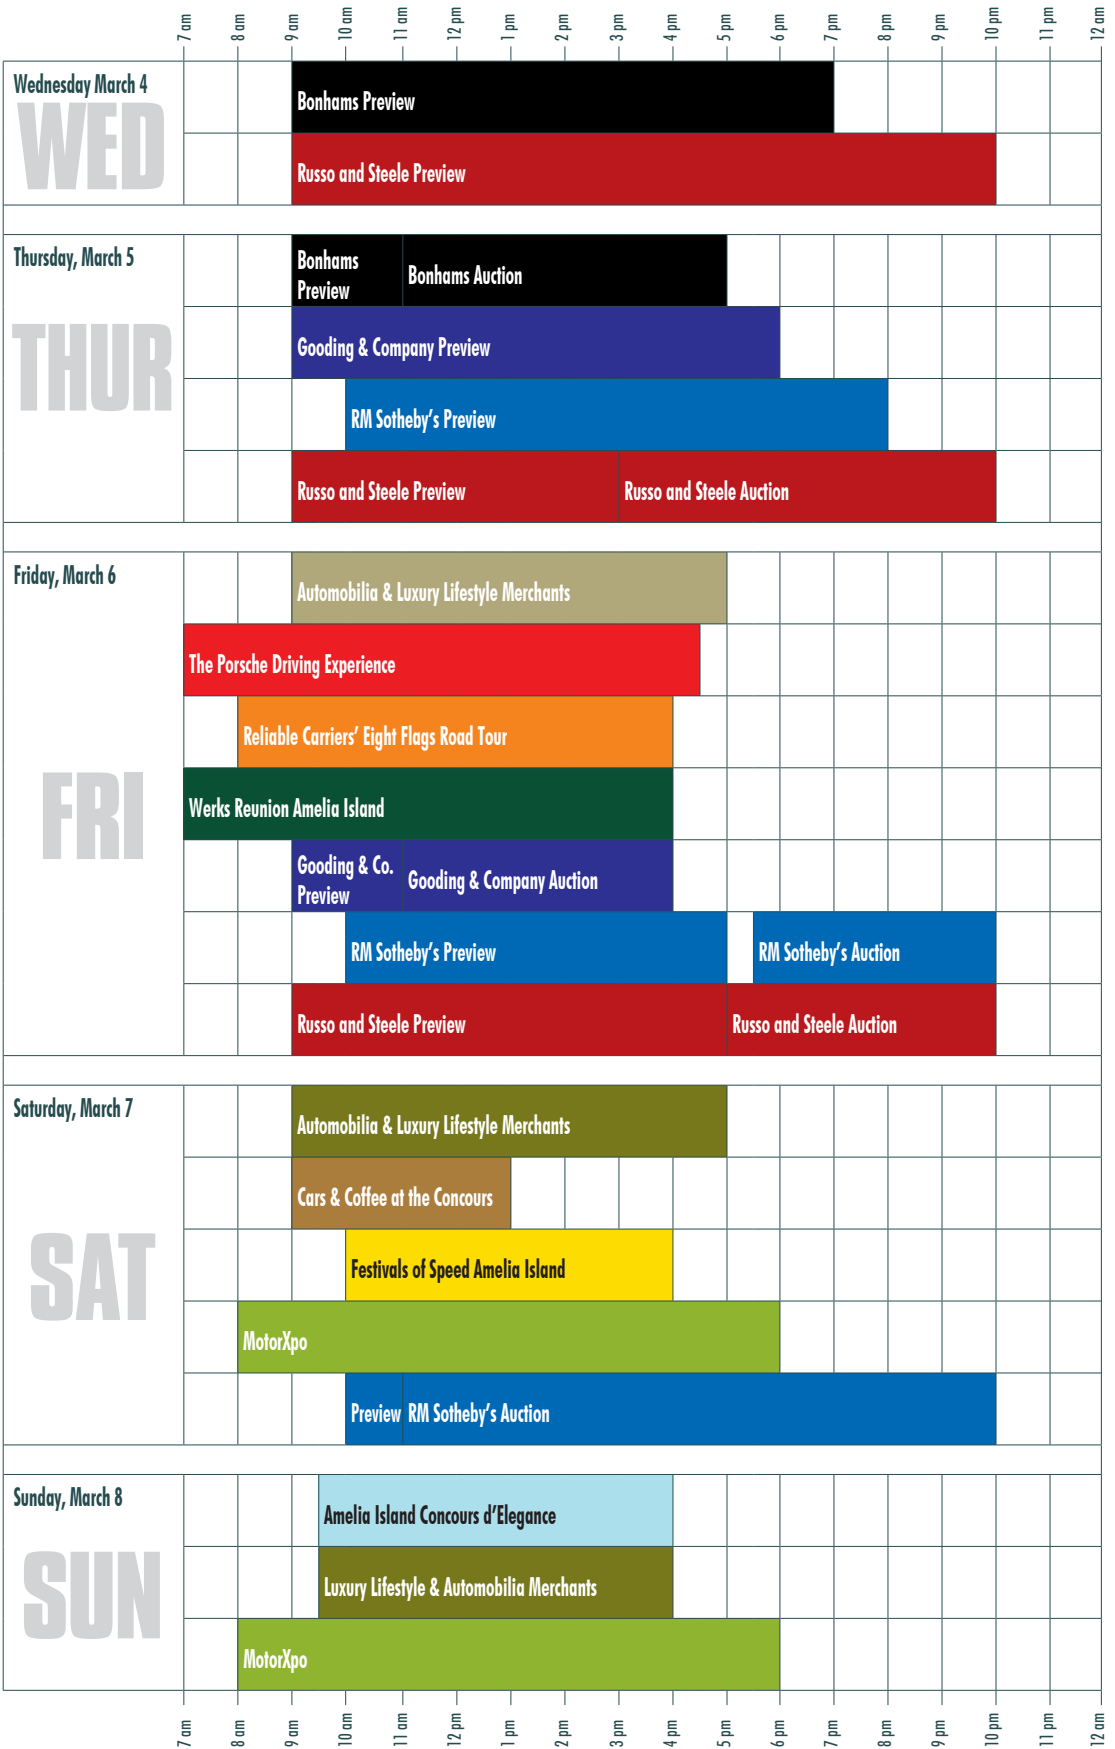 7 am 8 am 9 am 10 am 11 am 12 pm 1 pm 2 pm 3 pm 4 pm 5 pm 6 pm 7 pm 8 pm 9 pm 10 pm 11 pm 12 am
Wednesday March 4
WED
Bonhams Preview
Russo and Steele Preview
Thursday, March 5
THUR
Bonhams
Preview
Bonhams Auction
Gooding & Company Preview
RM Sotheby's Preview
Russo and Steele Preview
Russo and Steele Auction
Friday, March 6
FRI
Automobilia & Luxury Lifestyle Merchants
The Porsche Driving Experience
Reliable Carriers' Eight Flags Road Tour
Werks Reunion Amelia Island
Gooding & Co.
Preview
Gooding & Company Auction
RM Sotheby's Preview
RM Sotheby's Auction
Russo and Steele Preview
Russo and Steele Auction
Saturday, March 7
SAT
Automobilia & Luxury Lifestyle Merchants
Cars & Coffee at the Concours
Festivals of Speed Amelia Island
MotorXpo
Preview
RM Sotheby's Auction
Sunday, March 8
SUN
Amelia Island Concours d'Elegance
Luxury Lifestyle & Automobilia Merchants
MotorXpo
7 am 8 am 9 am 10 am 11 am 12 pm 1 pm 2 pm 3 pm 4 pm 5 pm 6 pm 7 pm 8 pm 9 pm 10 pm 11 pm 12 am